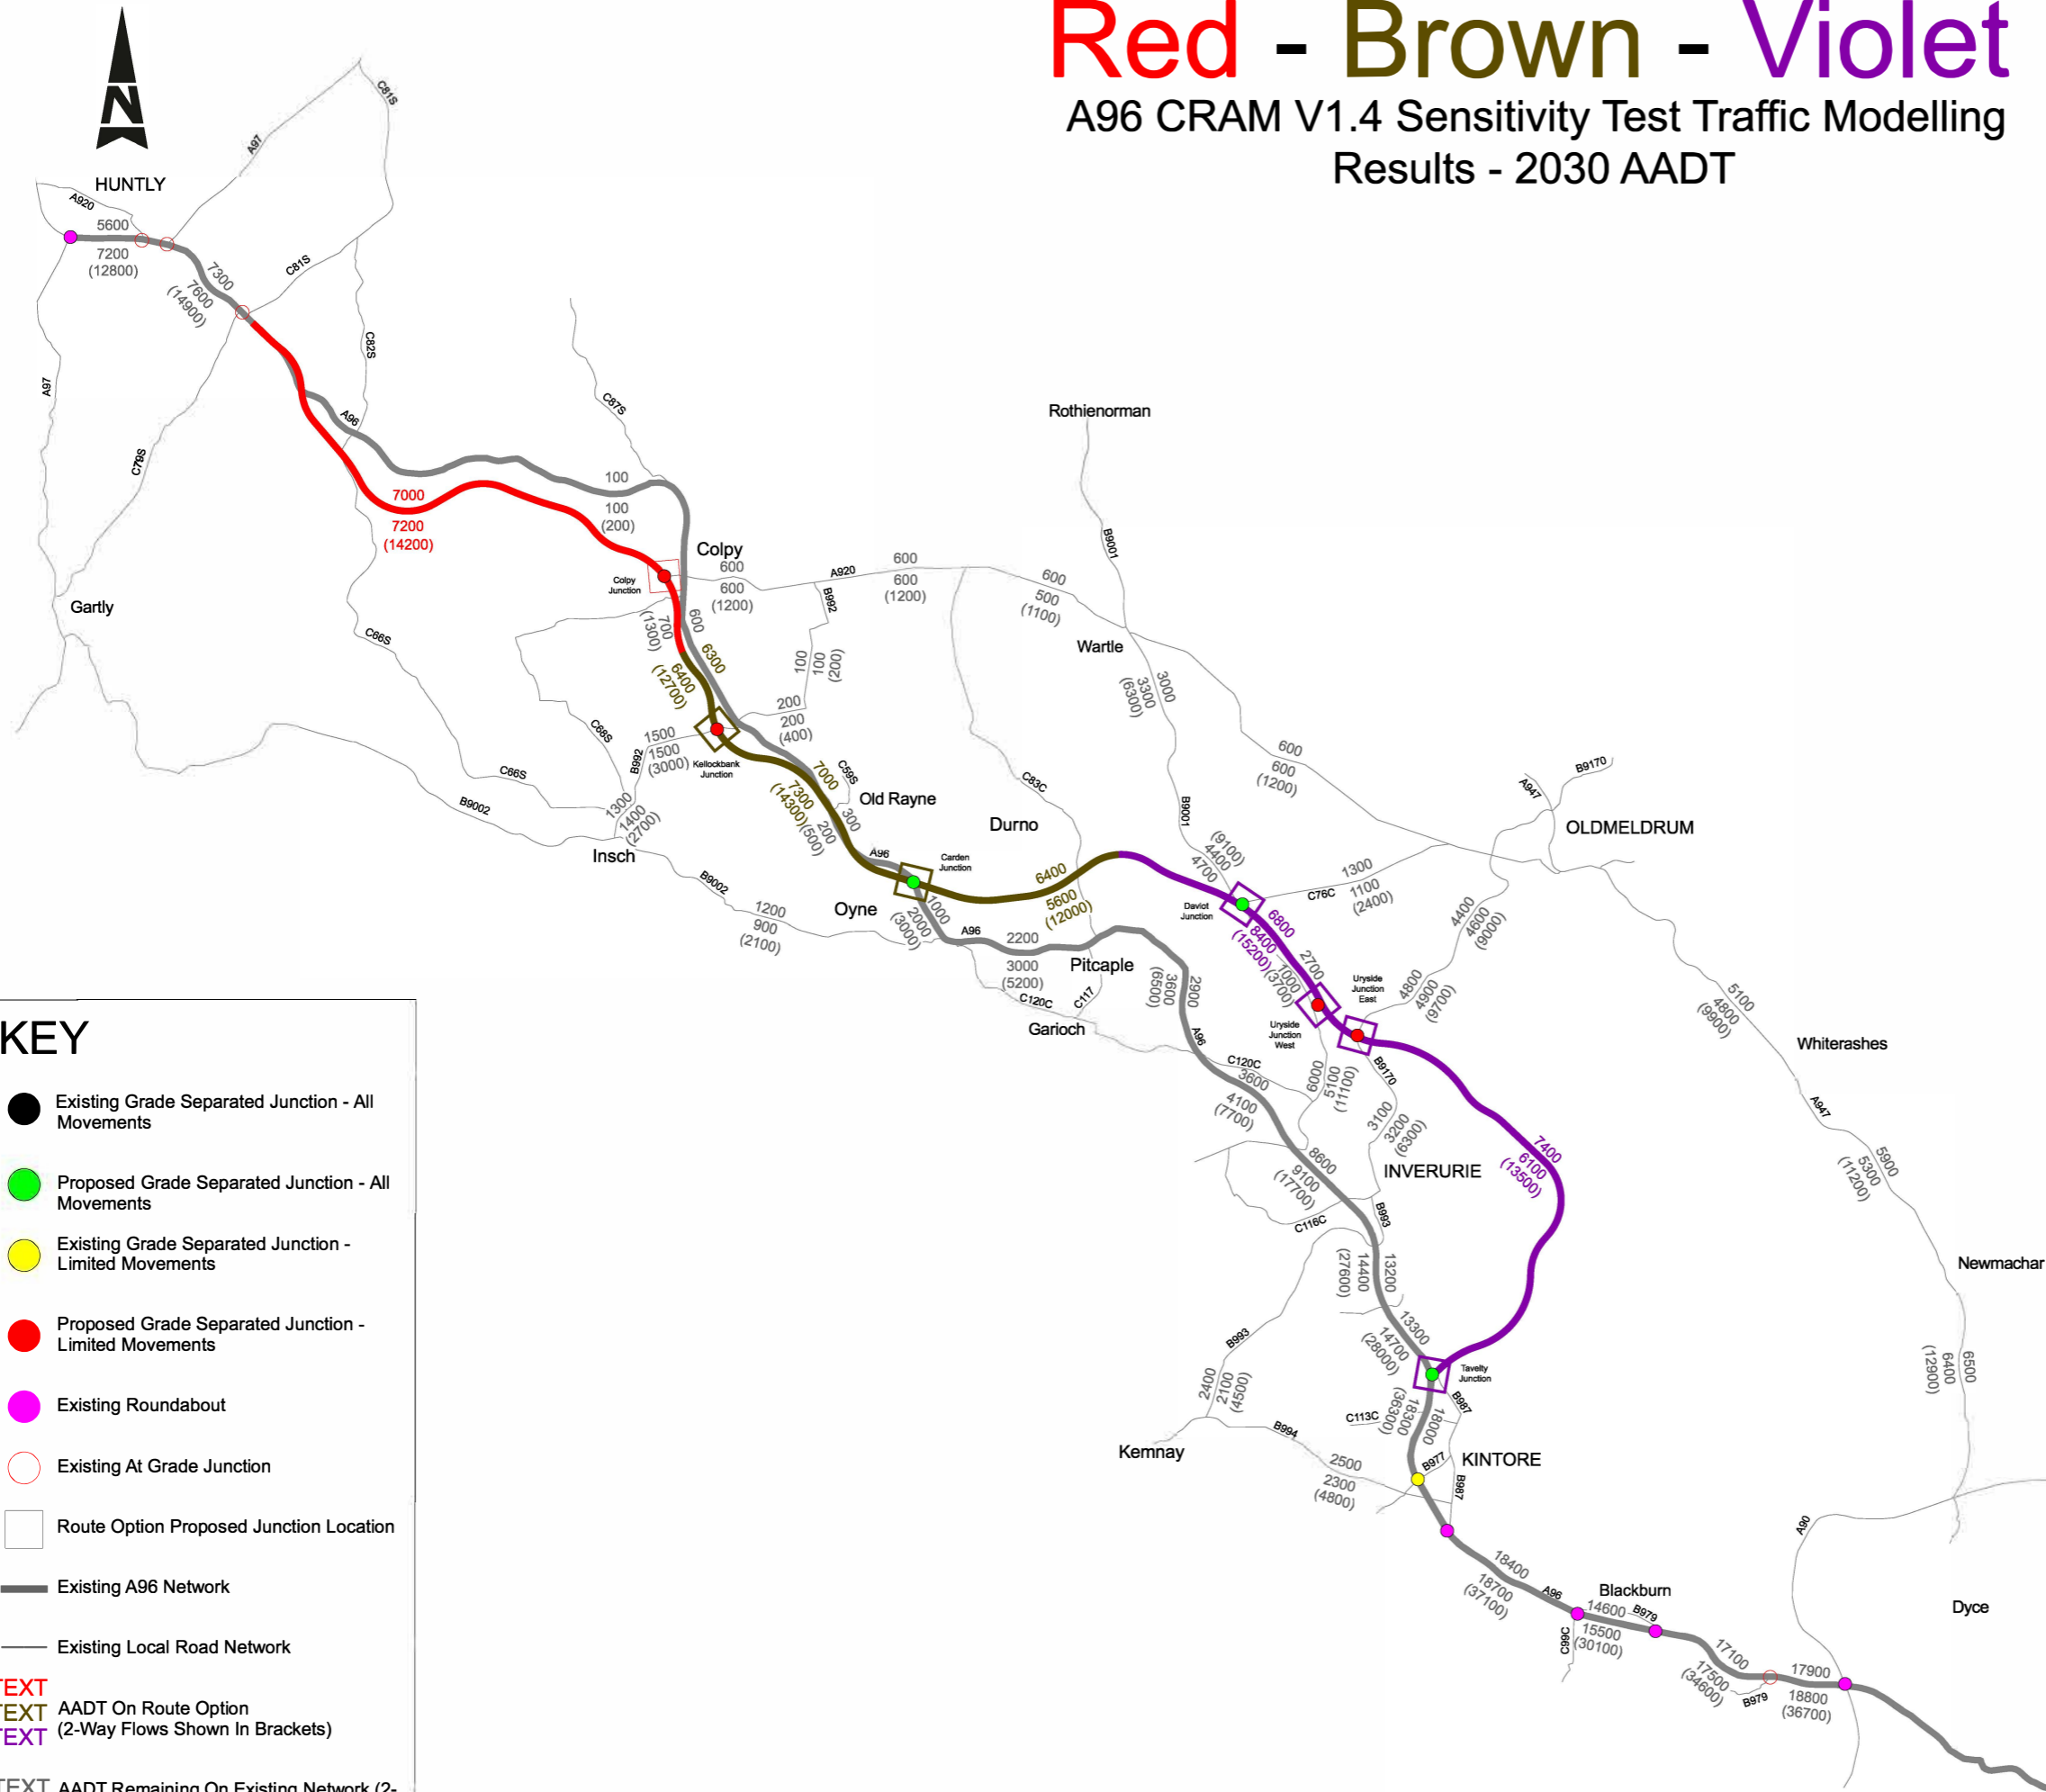 Red - Brown - Violet
A96 CRAM V1.4 Sensitivity Test Traffic Modelling
Results - 2030 AADT
N
C81S
A97
HUNTLY
A920
5600
7200
(12800)
7300
7600
(14900)
C81S
C82S
A97
C79S
A96
C87S
Rothienorman
B9001
7000
7200
(14200)
100
100
(200)
Colpy
Colpy
Junction
600
600
(1200)
A920
600
600
(1200)
B992
600
500
(1100)
Gartly
C66S
600
700
(1300)
6300
6400
(12700)
100
100
(200)
Wartle
3000
3300
(6300)
200
200
(400)
C68S
B992
1500
1500
(3000)
Kellockbank
Junction
600
600
(1200)
C66S
B9002
1300
1400
(2700)
Insch
7000
7300
(14300)
C59S
Old Rayne
300
200
(500)
C83C
Durno
B9001
A947
B9170
OLDMELDRUM
A96
Carden
Junction
B9002
Oyne
1200
900
(2100)
1000
2000
(3000)
6400
5600
(12000)
(9100)
4400
4700
Daviot
Junction
1300
1100
(2400)
C76C
6800
8400
(15200)
A96
2200
3000
(5200)
Pitcaple
C120C
C117
Garioch
2900
3600
(6500)
2700
1000
(3700)
4400
4600
(9000)
Uryside
Junction
East
4800
4900
(9700)
Uryside
Junction
West
5100
4800
(9900)
Whiterashes
A96
C120C
3600
4100
(7700)
6000
5100
(11100)
B9170
3100
3200
(6300)
A947
INVERURIE
7400
6100
(13500)
8600
9100
(17700)
C116C
B993
5900
5300
(11200)
13200
14400
(27600)
Newmachar
B993
13300
14700
(28000)
Tavelty
Junction
2400
2100
(4500)
6500
6400
(12900)
B987
C113C
18000
18300
(36300)
Kemnay
B994
2500
2300
(4800)
B977
KINTORE
B987
A90
18400
18700
(37100)
A96
Blackburn
14600
B979
15500
(30100)
C99C
Dyce
17100
17500
(34600)
B979
17900
18800
(36700)
KEY
Existing Grade Separated Junction - All
Movements
Proposed Grade Separated Junction - All
Movements
Existing Grade Separated Junction -
Limited Movements
Proposed Grade Separated Junction -
Limited Movements
Existing Roundabout
Existing At Grade Junction
Route Option Proposed Junction Location
Existing A96 Network
Existing Local Road Network
TEXT
TEXT
TEXT
AADT On Route Option
(2-Way Flows Shown In Brackets)
TEXT AADT Remaining On Existing Network (2-